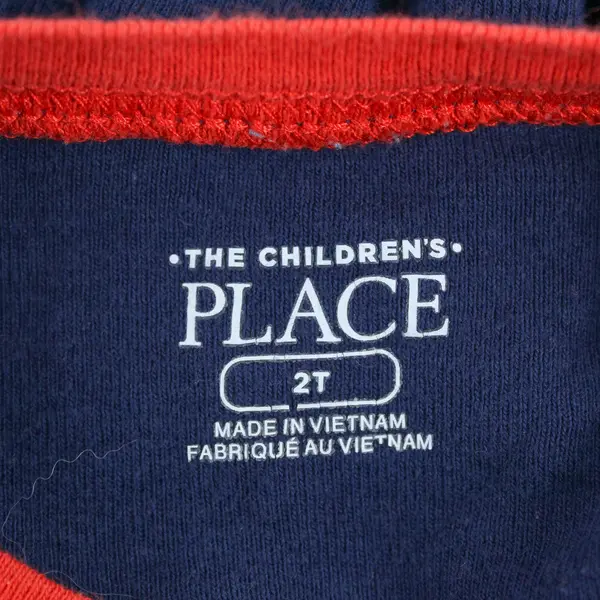 •THE CHILDREN'S•
PLACE
2T
MADE IN VIETNAM
FABRIQUÉ AU VIETNAM